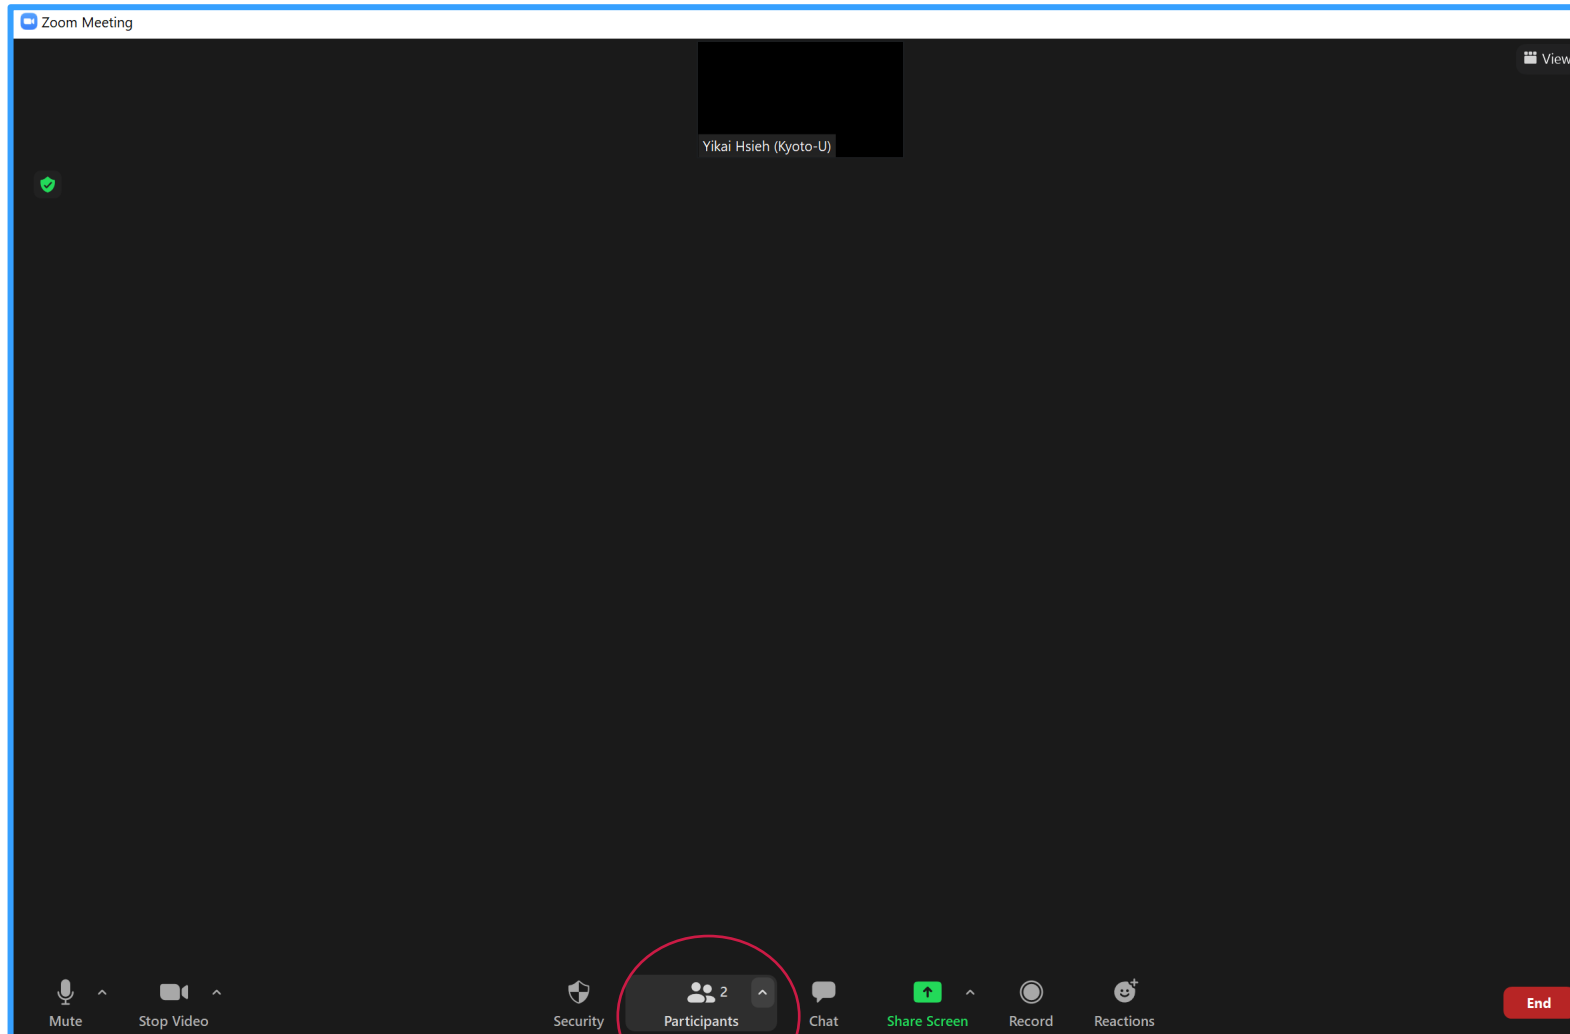 Zoom Meeting
View
Yikai Hsieh (Kyoto-U)
2
Mute
Stop Video
Security
Participants
Chat
Share Screen
Record
Reactions
End